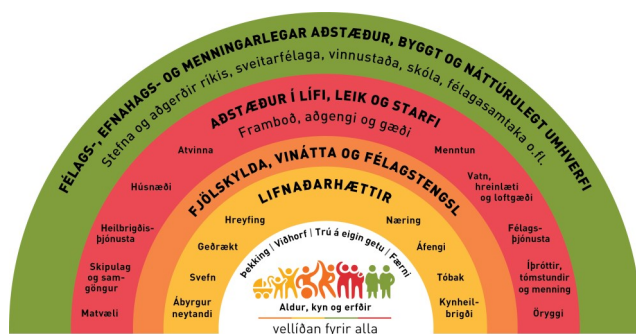 FÉLAGS-, EFNAHAGS- OG MENNINGARLEGAR AÐSTÆÐUR, BYGGT OG NÁTTÚRULEGT UMHVERFI
Stefna og aðgerðir ríkis, sveitarfélaga, vinnustaða, skóla, félagasamtaka o.fl.
AÐSTÆÐUR Í LÍFI, LEIK OG STARFI
Framboð, aðgengi og gæði
Atvinna
Húsnæði
Heilbrigðis-
þjónusta
Skipulag
og sam-
göngur
Matvæli
Menntun
Vatn,
hreinlæti
og loftgæði
Félags-
þjónusta
Íþróttir,
tómstundir
og menning
Öryggi
FJÖLSKYLDA, VINÁTTA OG FÉLAGSTENGSL
LIFNAÐARHÆTTIR
Hreyfing
Geðrækt
Svefn
Ábyrgur
neytandi
Næring
Áfengi
Tóbak
Kynheil-
brigði
Þekking | Viðhorf | Trú á eigin getu | Færni
Aldur, kyn og erfðir
vellíðan fyrir alla